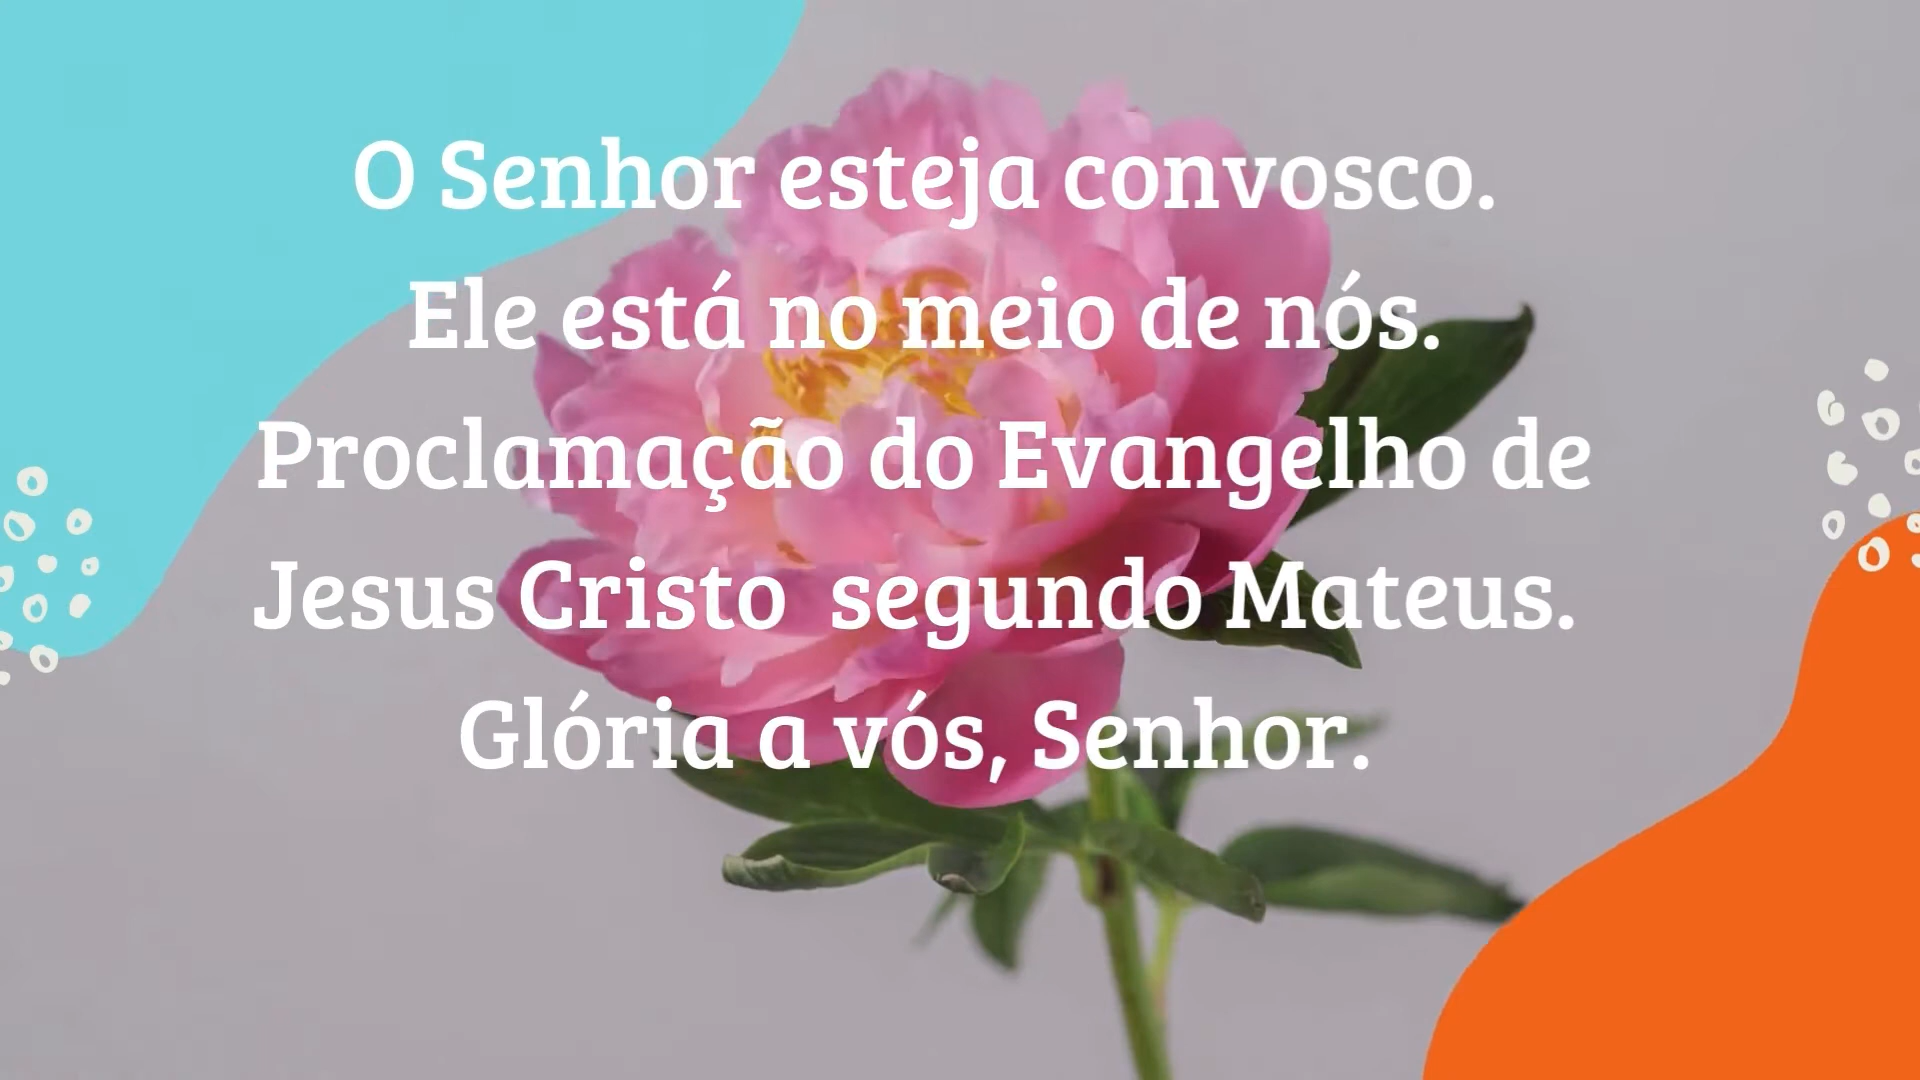 O Senhor esteja convosco.
Ele está no meio de nós.
Proclamação do Evangelho de
Jesus Cristo  segundo Mateus.
Glória a vós, Senhor.